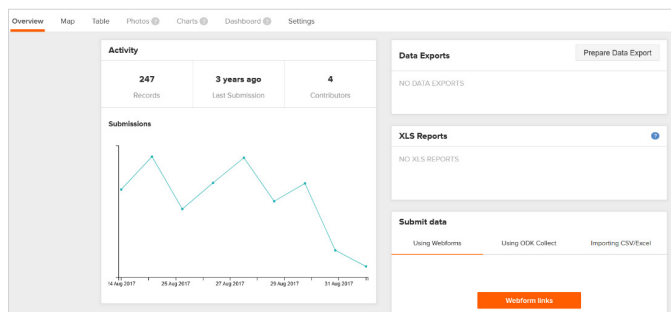 Overview Map Table Photos ? Charts ? Dashboard ? Settings
Activity
247 3 years ago 4
Records Last Submission Contributors
Submissions
14 Aug 2017 25 Aug 2017 27 Aug 2017 29 Aug 2017 31 Aug 2017
Data Exports Prepare Data Export
NO DATA EXPORTS
XLS Reports ?
NO XLS REPORTS
Submit data
Using Webforms Using ODK Collect Importing CSV/Excel
Webform links